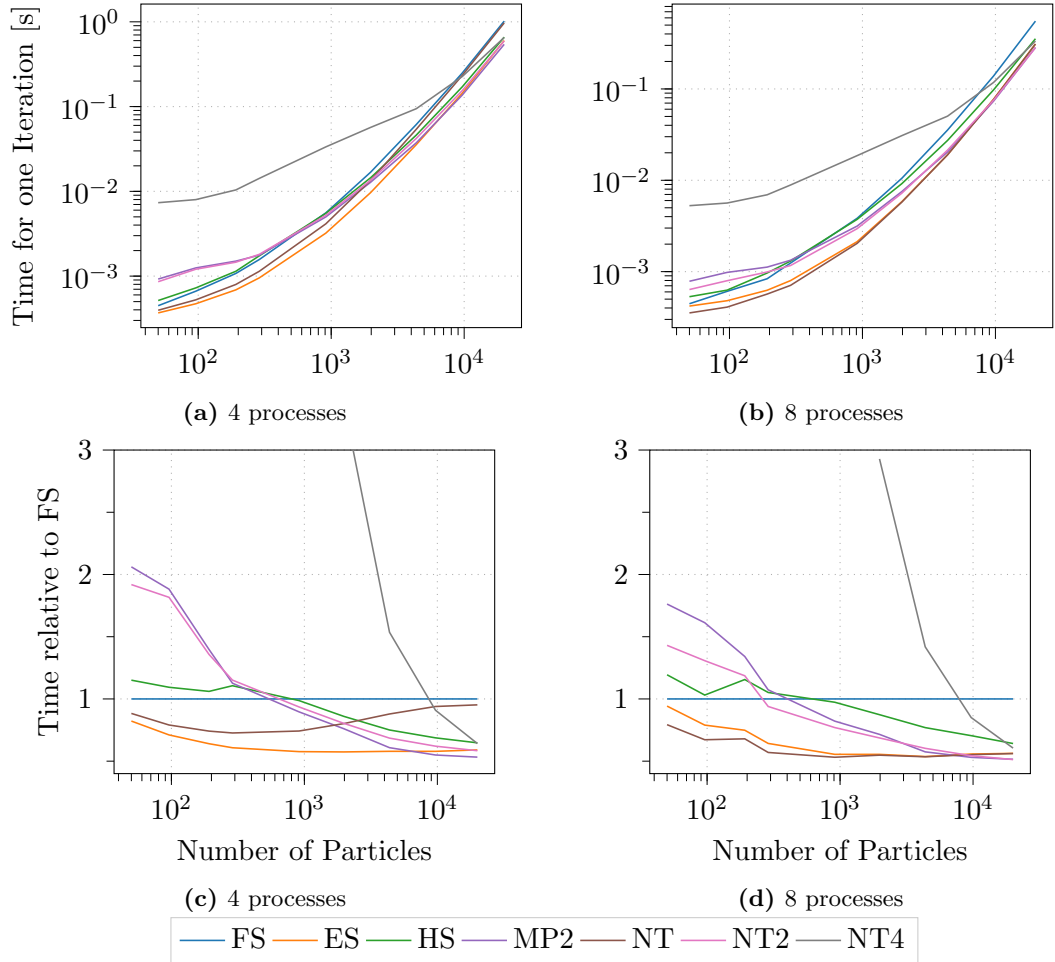 Time for one Iteration [s]
10^0
10^-1
10^-2
10^-3
10^2
10^3
10^4
(a) 4 processes
10^-1
10^-2
10^-3
10^2
10^3
10^4
(b) 8 processes
Time relative to FS
3
2
1
10^2
10^3
10^4
Number of Particles
(c) 4 processes
3
2
1
10^2
10^3
10^4
Number of Particles
(d) 8 processes
FS ES HS MP2 NT NT2 NT4